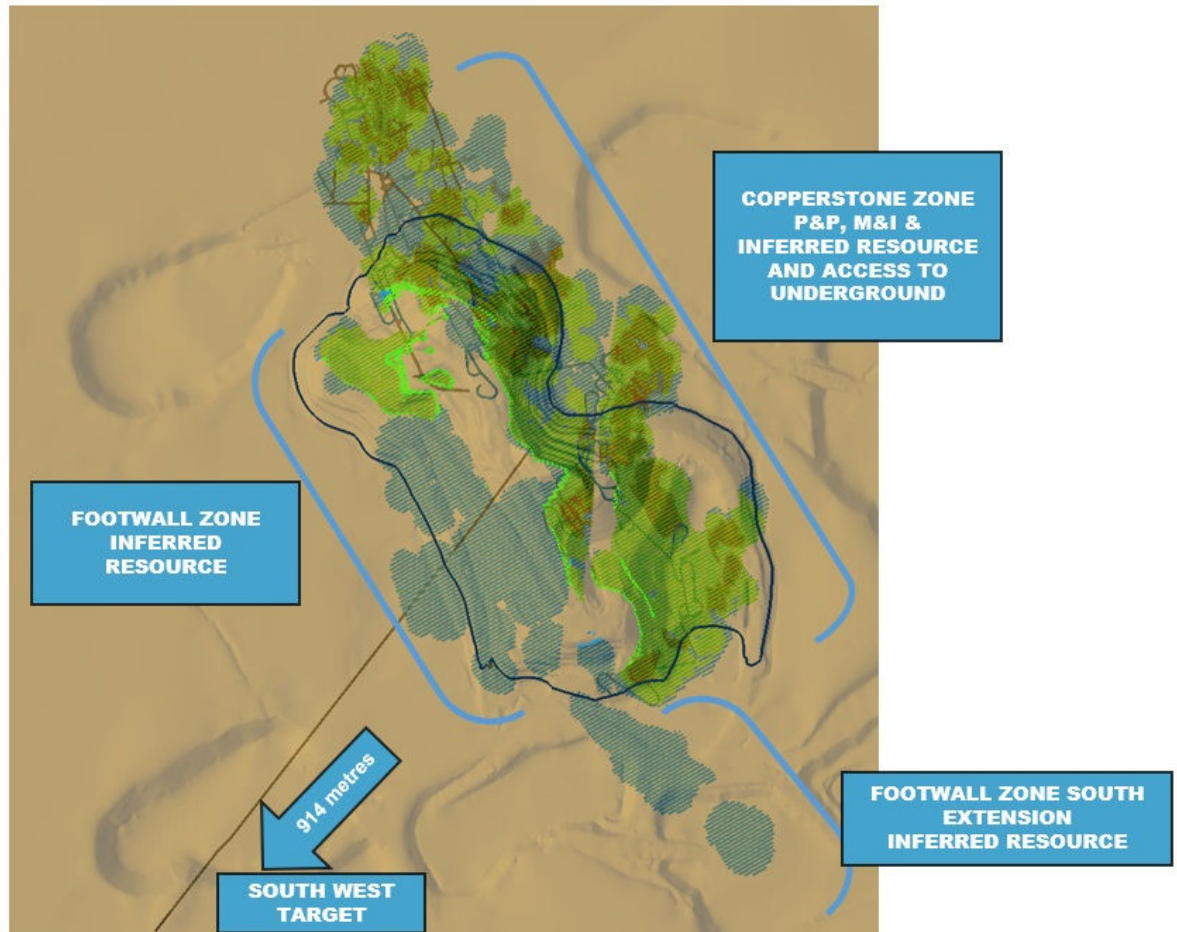 COPPERSTONE ZONE
P&P, M&I &
INFERRED RESOURCE
AND ACCESS TO
UNDERGROUND
FOOTWALL ZONE
INFERRED
RESOURCE
914 metres
SOUTH WEST
TARGET
FOOTWALL ZONE SOUTH
EXTENSION
INFERRED RESOURCE